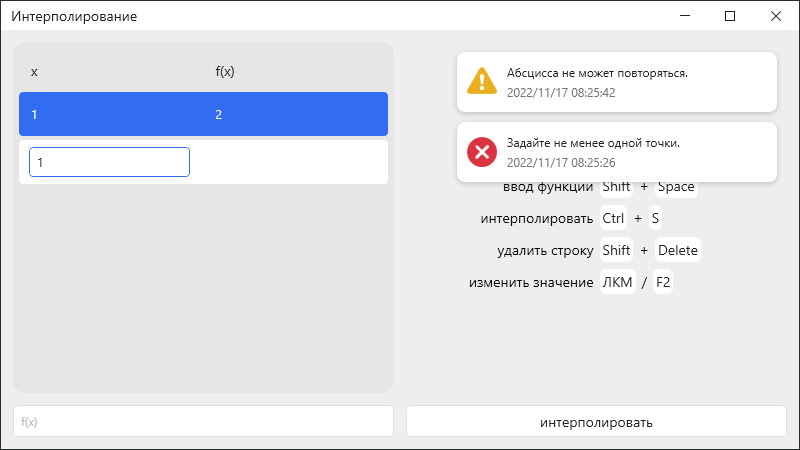 Интерполирование
x f(x)
1 2
1
Абсцисса не может повторяться.
2022/11/17 08:25:42
Задайте не менее одной точки.
2022/11/17 08:25:26
ввод функции Shift + Space
интерполировать Ctrl + S
удалить строку Shift + Delete
изменить значение ЛКМ / F2
f(x)
интерполировать